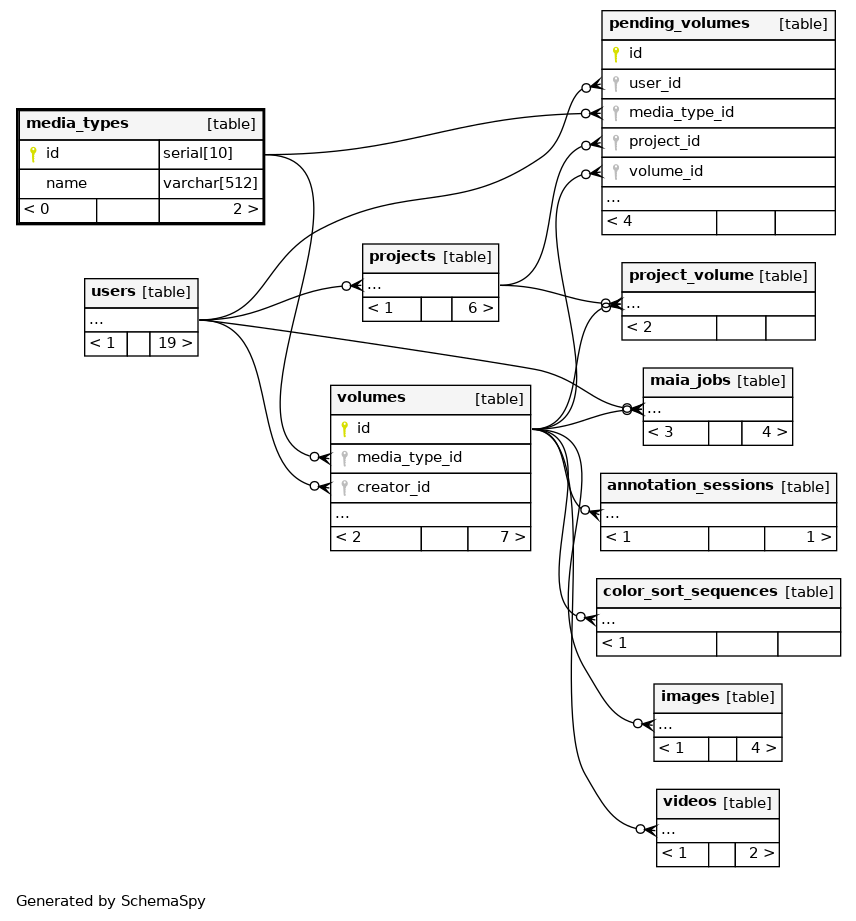 pending_volumes [table]
id
user_id
media_type_id
project_id
volume_id
...
< 4
media_types [table]
id serial[10]
name varchar[512]
< 0 2 >
projects [table]
...
< 1 6 >
project_volume [table]
...
< 2
users [table]
...
< 1 19 >
maia_jobs [table]
...
< 3 4 >
volumes [table]
id
media_type_id
creator_id
...
< 2 7 >
annotation_sessions [table]
...
< 1 1 >
color_sort_sequences [table]
...
< 1
images [table]
...
< 1 4 >
videos [table]
...
< 1 2 >
Generated by SchemaSpy